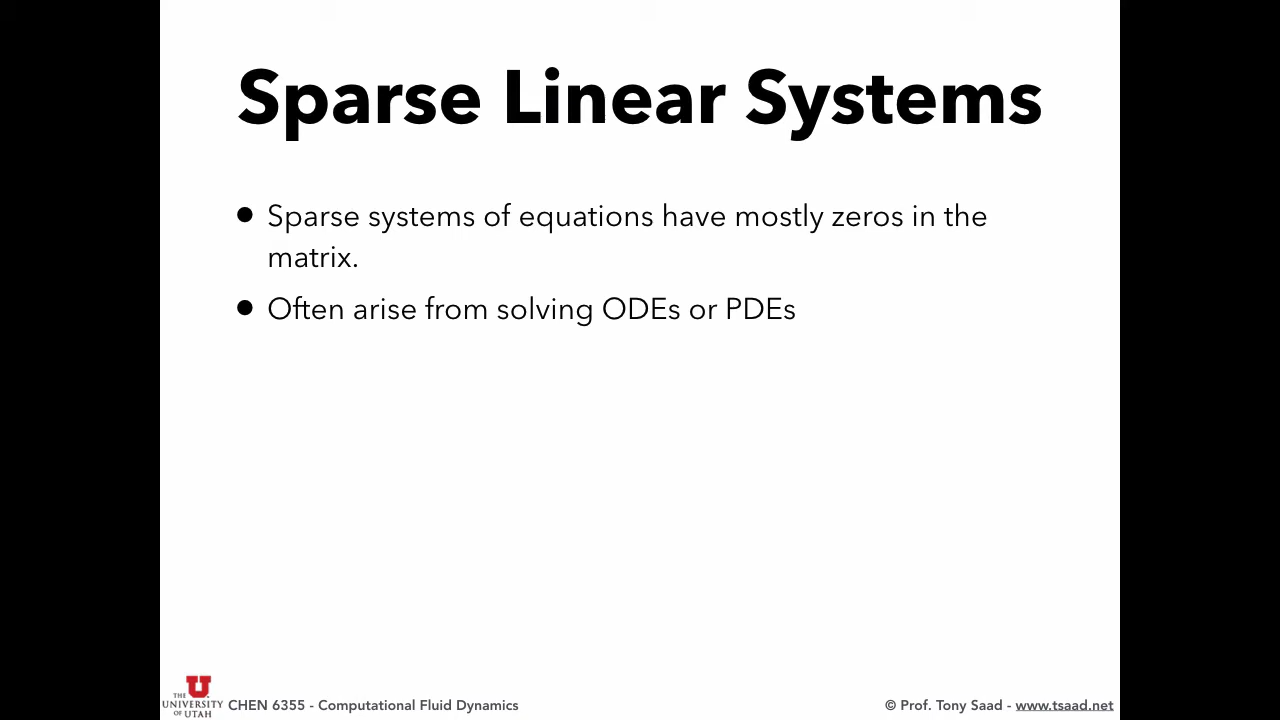 Sparse Linear Systems
● Sparse systems of equations have mostly zeros in the
matrix.
● Often arise from solving ODEs or PDEs
THE
UNIVERSITY
OF UTAH
CHEN 6355 - Computational Fluid Dynamics
© Prof. Tony Saad - www.tsaad.net